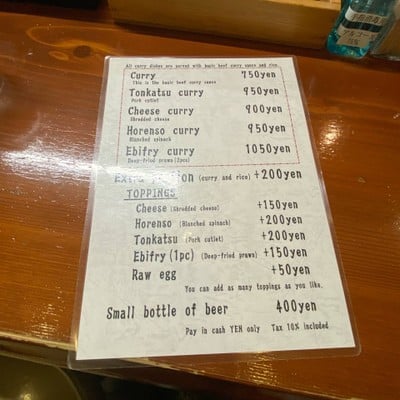 All curry dishes are served with basic beef curry sauce and rice.
Curry 750yen
This is the basic beef curry sauce
Tonkatsu curry 950yen
Pork cutlet
Cheese curry 900yen
Shredded cheese
Horenso curry 950yen
Blanched spinach
Ebifry curry 1050yen
Deep-fried prawns (2pcs)
(curry and rice) +200yen
TOPPINGS
Cheese (Shredded cheese) +150yen
Horenso (Blanched spinach) +200yen
Tonkatsu (Pork cutlet) +200yen
Ebifry (1pc) (Deep-fried prawns) +150yen
Raw egg +50yen
You can add as many toppings as you like.
Small bottle of beer 400yen
Pay in cash YEN only Tax 10% included